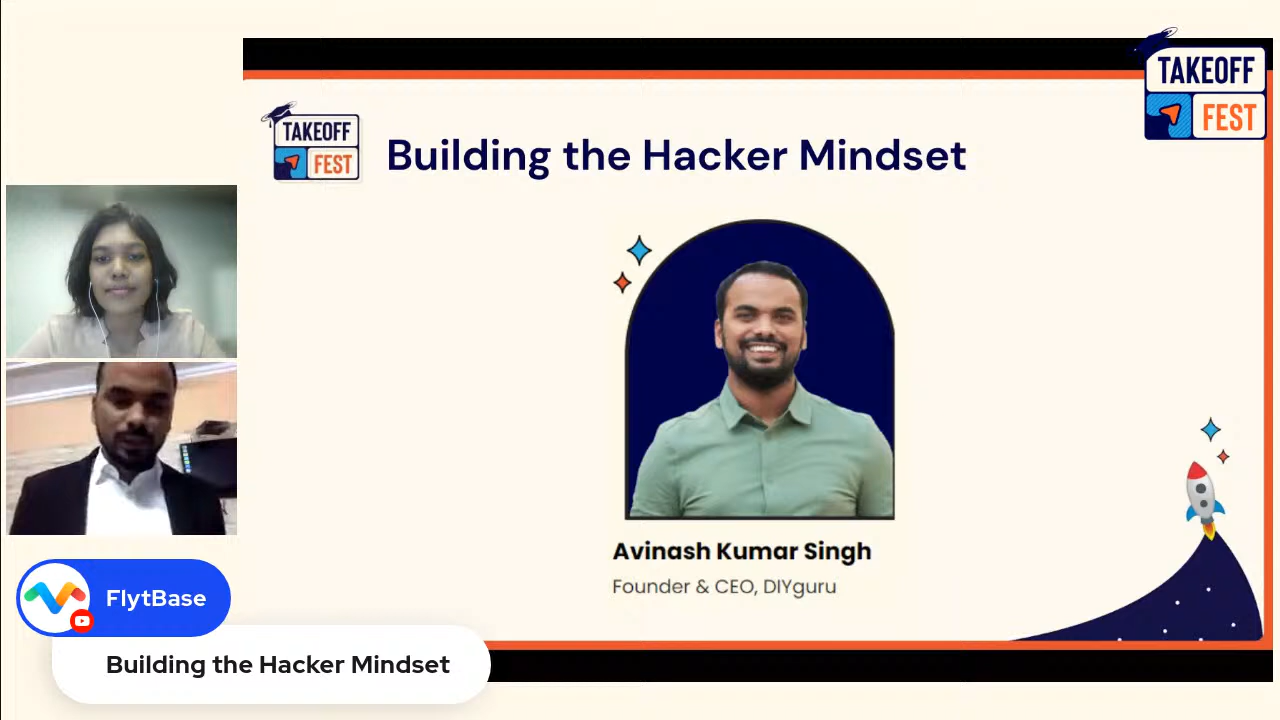 TAKEOFF
FEST
Building the Hacker Mindset
TAKEOFF
FEST
Avinash Kumar Singh
Founder & CEO, DIYguru
FlytBase
Building the Hacker Mindset